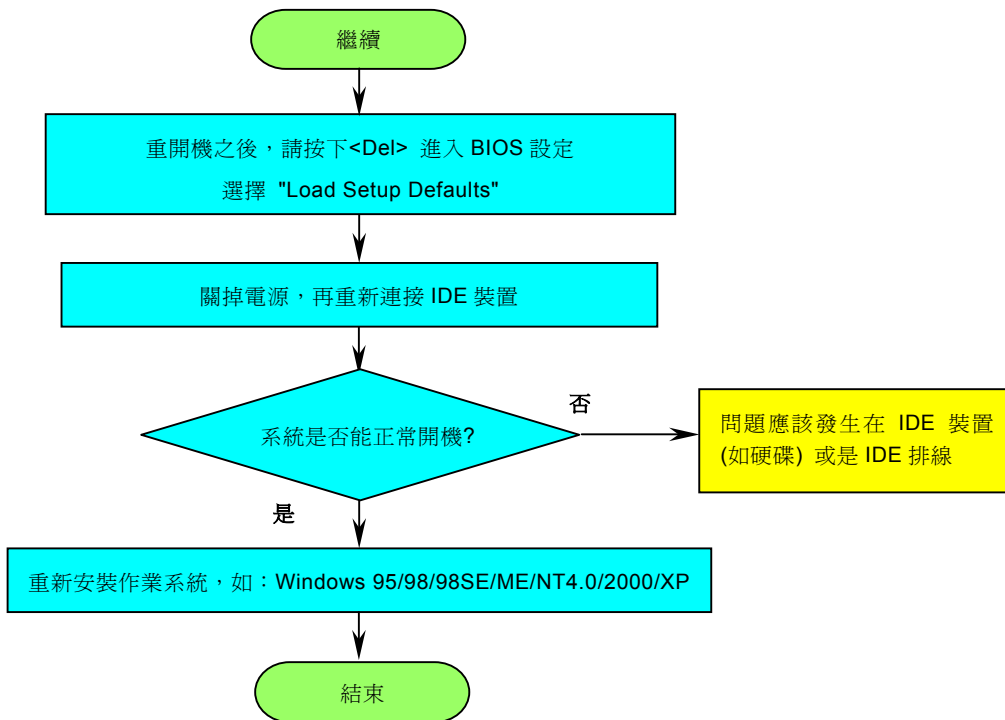 繼續
重開機之後，請按下<Del> 進入 BIOS 設定
選擇 "Load Setup Defaults"
關掉電源，再重新連接 IDE 裝置
系統是否能正常開機?
否
問題應該發生在 IDE 裝置
(如硬碟) 或是 IDE 排線
是
重新安裝作業系統，如：Windows 95/98/98SE/ME/NT4.0/2000/XP
結束